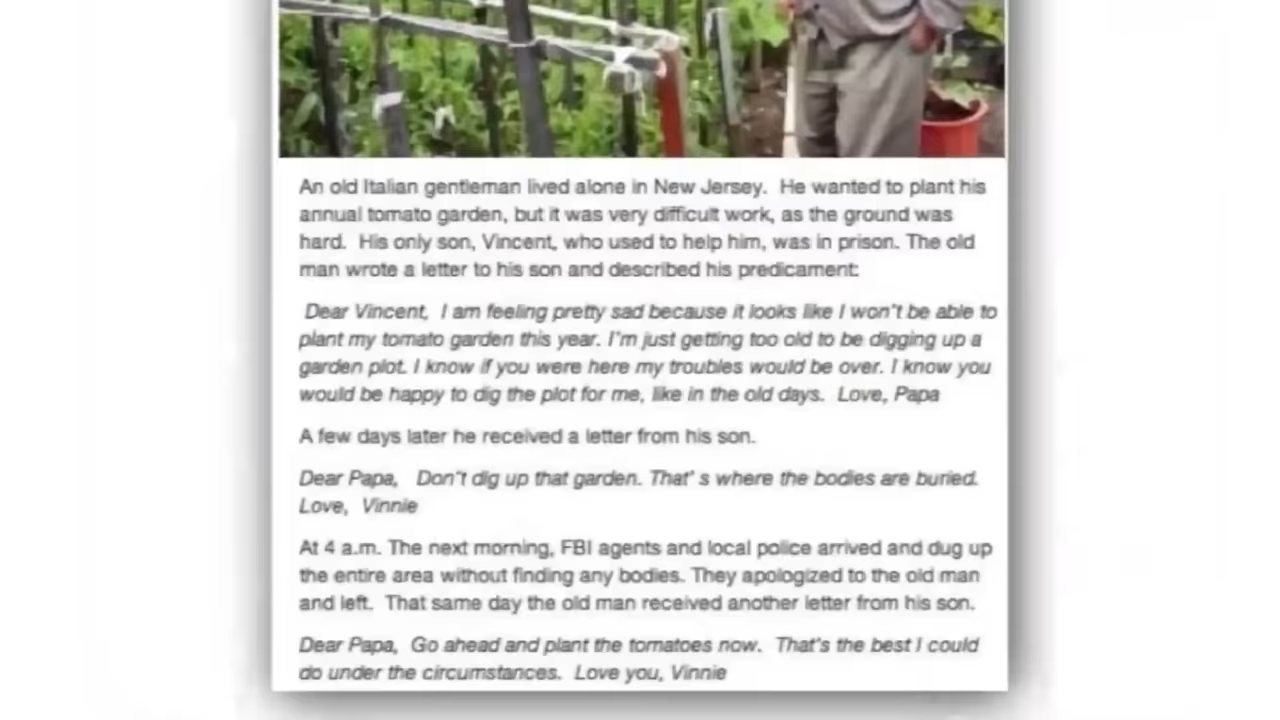 An old Italian gentleman lived alone in New Jersey.  He wanted to plant his
annual tomato garden, but it was very difficult work, as the ground was
hard.  His only son, Vincent, who used to help him, was in prison. The old
man wrote a letter to his son and described his predicament:
Dear Vincent,  I am feeling pretty sad because it looks like I won't be able to
plant my tomato garden this year. I'm just getting too old to be digging up a
garden plot. I know if you were here my troubles would be over. I know you
would be happy to dig the plot for me, like in the old days.  Love, Papa
A few days later he received a letter from his son.
Dear Papa,   Don't dig up that garden. That' s where the bodies are buried.
Love,  Vinnie
At 4 a.m. The next morning, FBI agents and local police arrived and dug up
the entire area without finding any bodies. They apologized to the old man
and left.  That same day the old man received another letter from his son.
Dear Papa,  Go ahead and plant the tomatoes now.  That's the best I could
do under the circumstances.  Love you, Vinnie